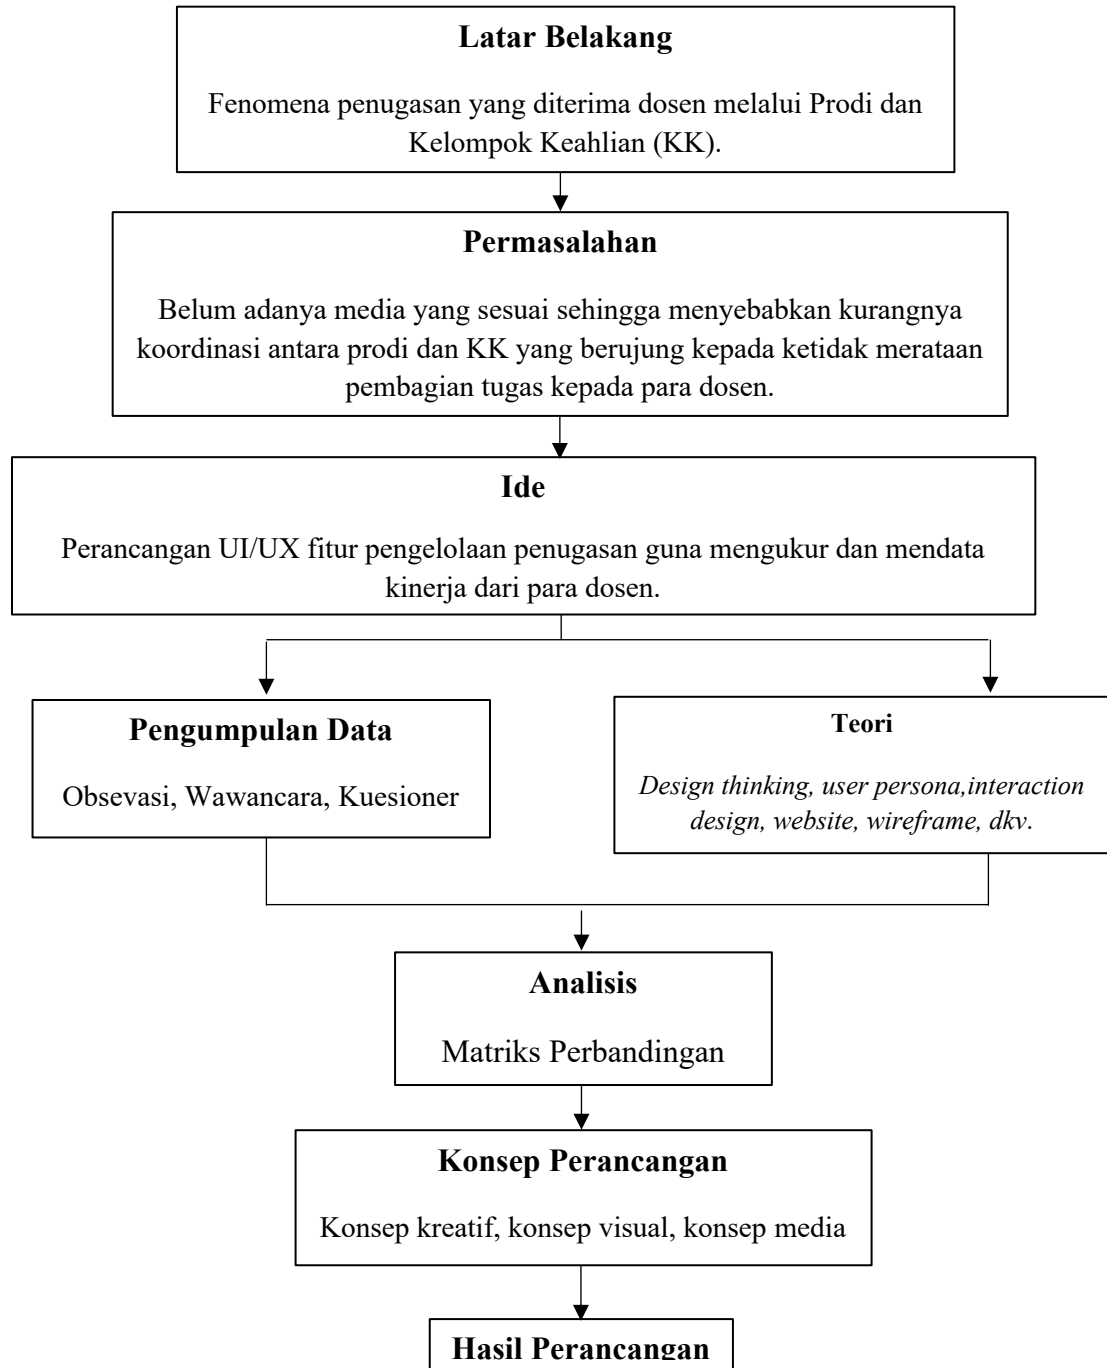 Latar Belakang
Fenomena penugasan yang diterima dosen melalui Prodi dan
Kelompok Keahlian (KK).
Permasalahan
Belum adanya media yang sesuai sehingga menyebabkan kurangnya
koordinasi antara prodi dan KK yang berujung kepada ketidak merataan
pembagian tugas kepada para dosen.
Ide
Perancangan UI/UX fitur pengelolaan penugasan guna mengukur dan mendata
kinerja dari para dosen.
Pengumpulan Data
Obsevasi, Wawancara, Kuesioner
Teori
Design thinking, user persona,interaction
design, website, wireframe, dkv.
Analisis
Matriks Perbandingan
Konsep Perancangan
Konsep kreatif, konsep visual, konsep media
Hasil Perancangan